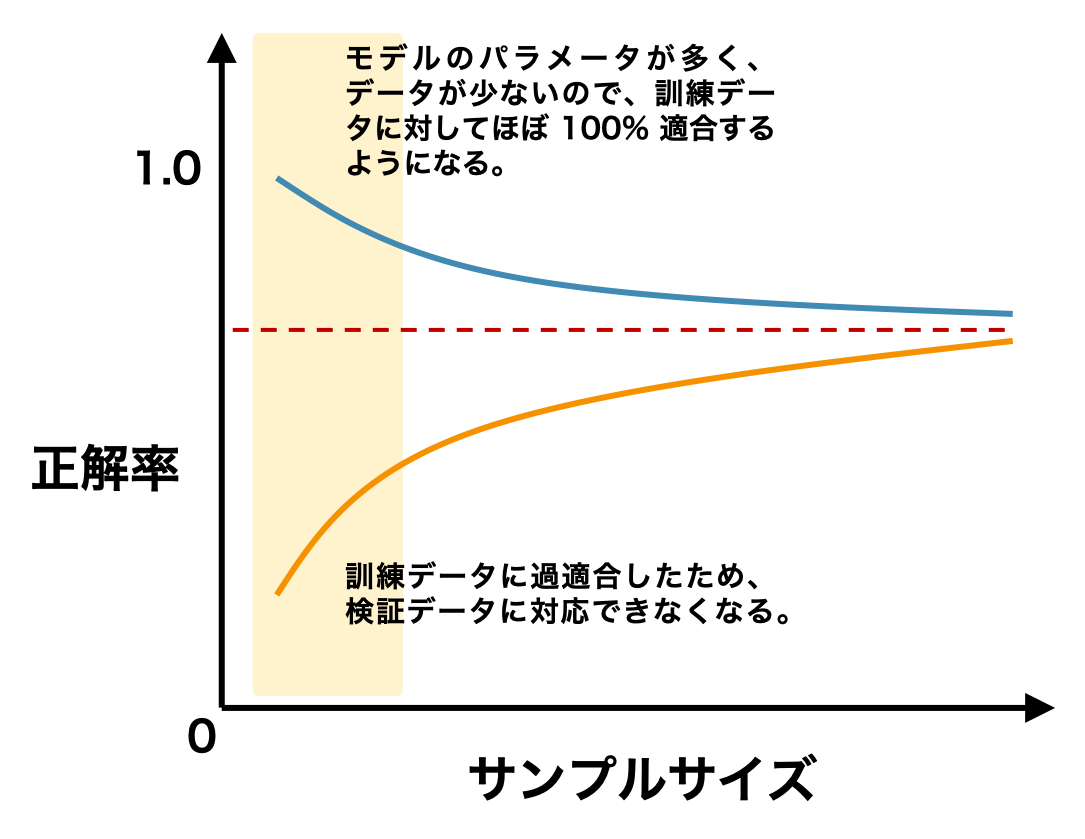 モデルのパラメータが多く、
データが少ないので、訓練デー
タに対してほぼ 100% 適合する
ようになる。
1.0
正解率
訓練データに過適合したため、
検証データに対応できなくなる。
0
サンプルサイズ